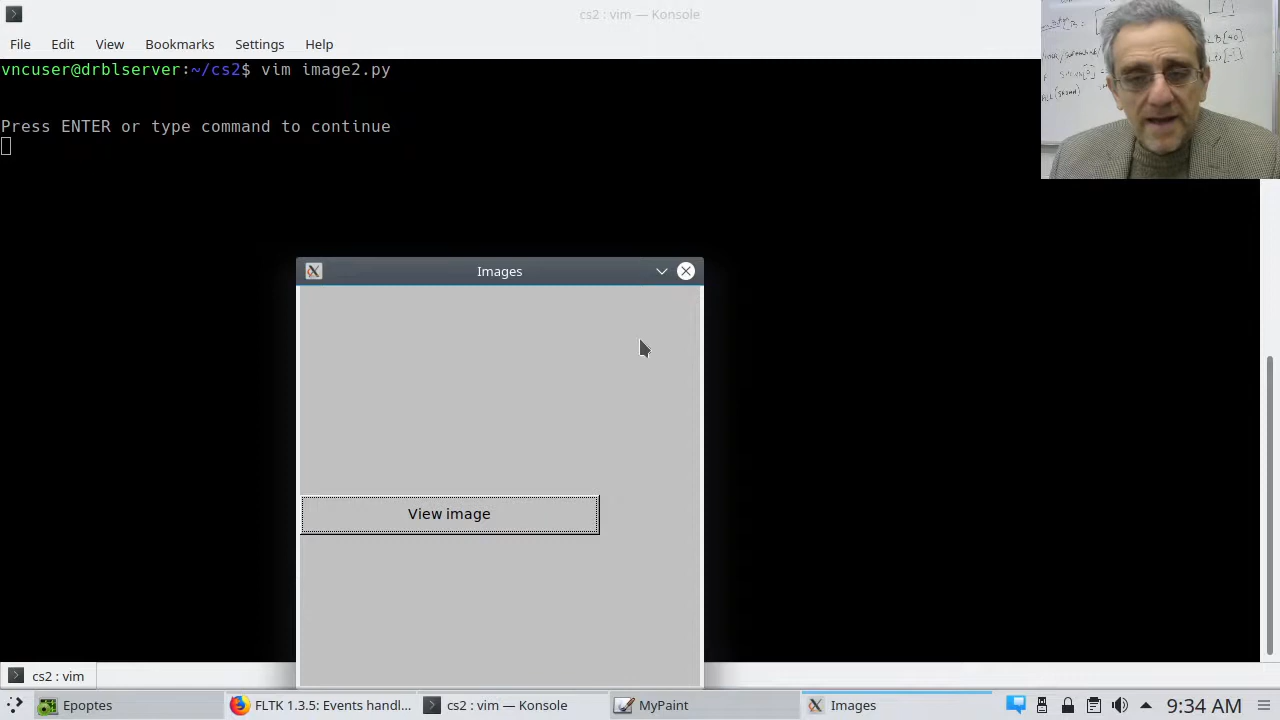 cs2 : vim — Konsole
File Edit View Bookmarks Settings Help
vncuser@drblserver:~/cs2$ vim image2.py
Press ENTER or type command to continue
Images
View image
cs2 : vim
Epoptes FLTK 1.3.5: Events handl... cs2 : vim — Konsole MyPaint Images 9:34 AM